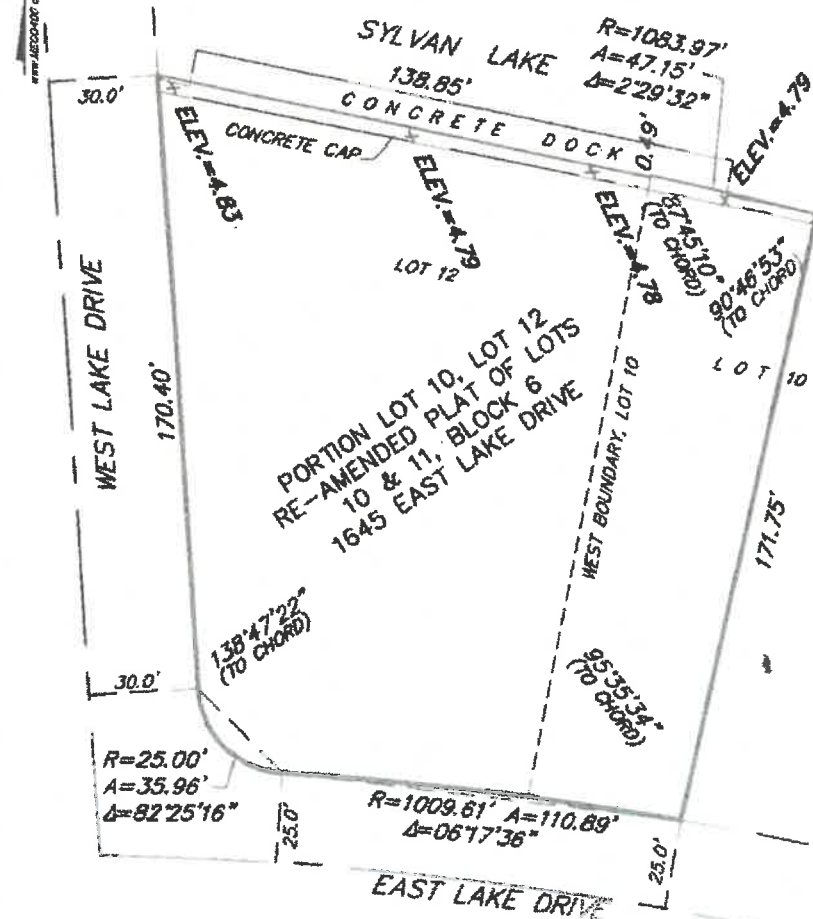 SYLVAN LAKE
R=1083.97'
A=47.15'
Δ=2°29'32"
30.0'
138.85'
CONCRETE DOCK
0.49'
CONCRETE CAP
ELEV.=4.83
ELEV.=4.79
ELEV.=4.78
ELEV.=4.79
87°45'10"
(TO CHORD)
90°46'53"
(TO CHORD)
LOT 12
LOT 10
WEST LAKE DRIVE
170.40'
PORTION LOT 10, LOT 12
RE-AMENDED PLAT OF LOTS
10 & 11, BLOCK 6
1645 EAST LAKE DRIVE
WEST BOUNDARY, LOT 10
171.75'
138°47'22"
(TO CHORD)
95°35'34"
(TO CHORD)
30.0'
R=25.00'
A=35.96'
Δ=82°25'16"
25.0'
R=1009.61' A=110.89'
Δ=06°17'36"
25.0'
EAST LAKE DRIVE